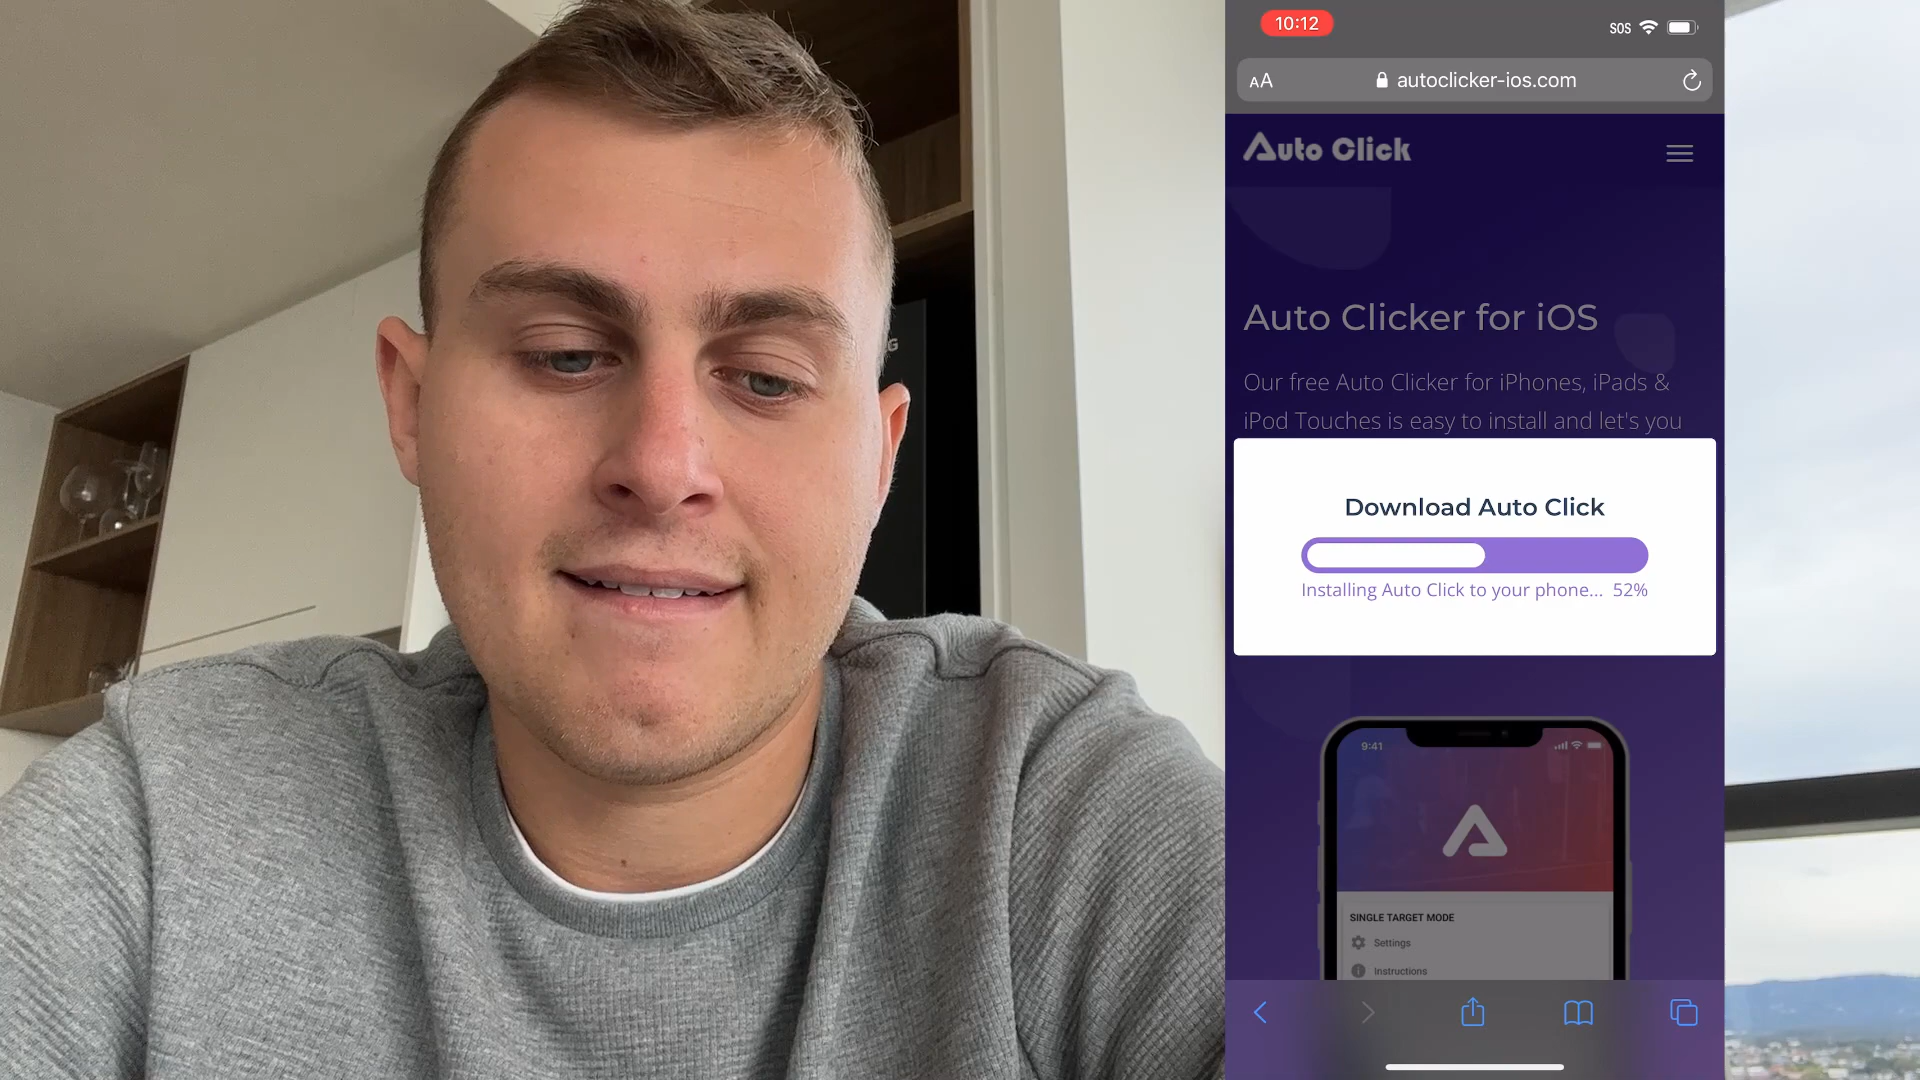 10:12
SOS
AA
autoclicker-ios.com
Auto Click
Auto Clicker for iOS
Our free Auto Clicker for iPhones, iPads &
iPod Touches is easy to install and let's you
Download Auto Click
Installing Auto Click to your phone... 52%
9:41
SINGLE TARGET MODE
Settings
Instructions
G